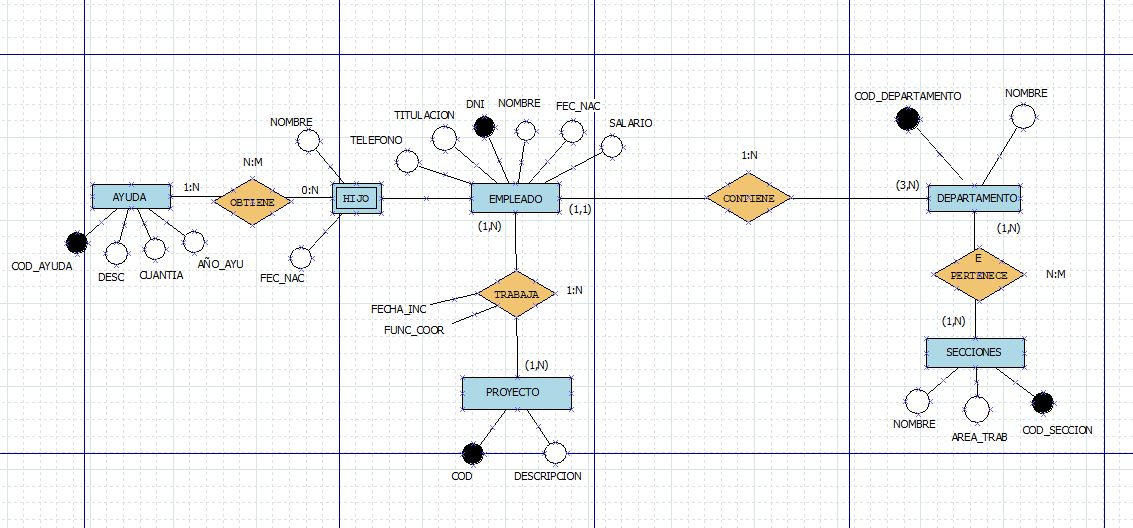 COD_DEPARTAMENTO
NOMBRE
DNI
NOMBRE
FEC_NAC
TITULACION
SALARIO
NOMBRE
TELEFONO
N:M
1:N
1:N
0:N
(3,N)
AYUDA
OBTIENE
HIJO
EMPLEADO
(1,1)
CONTIENE
DEPARTAMENTO
(1,N)
(1,N)
COD_AYUDA
DESC
CUANTIA
AÑO_AYU
FEC_NAC
E
PERTENECE
N:M
TRABAJA
1:N
FECHA_INC
FUNC_COOR
(1,N)
(1,N)
SECCIONES
PROYECTO
NOMBRE
AREA_TRAB
COD_SECCION
COD
DESCRIPCION